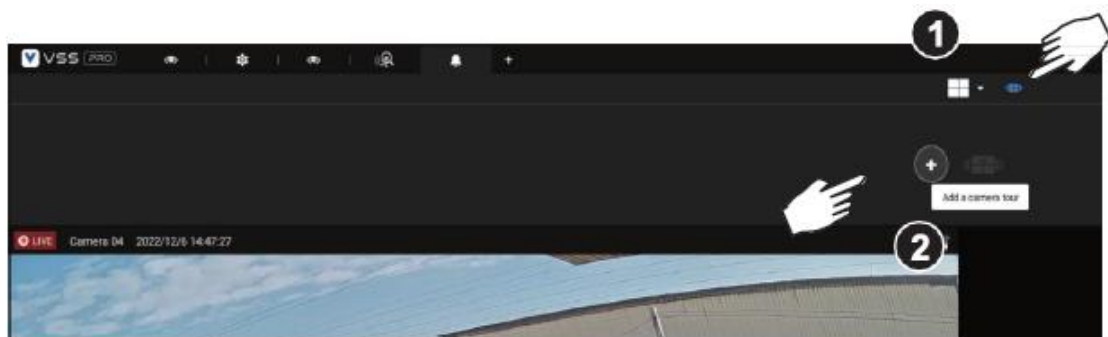 1
VSS PRO
+
+
Add a camera tour
LIVE Camera 04 2022/12/6 14:47:27
2